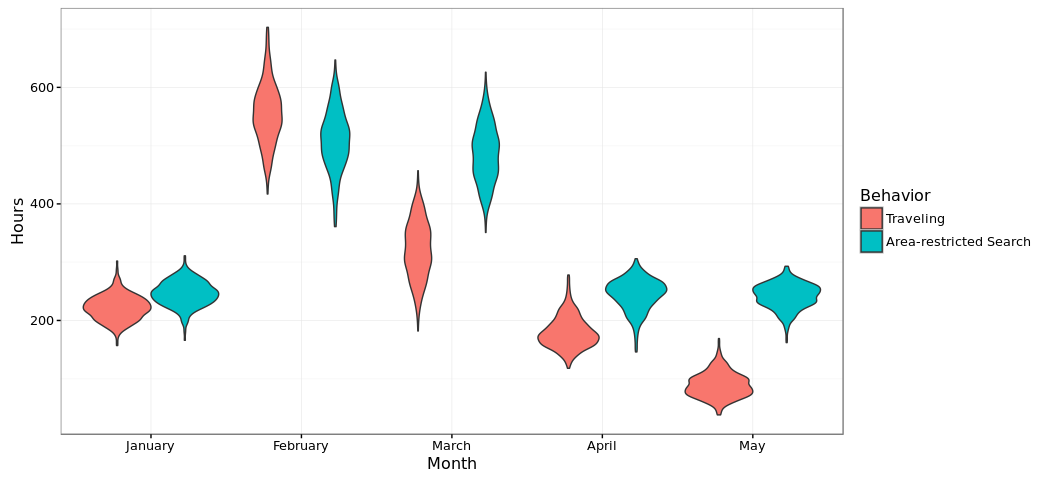 600
400
200
Hours
January
February
March
April
May
Month
Behavior
Traveling
Area-restricted Search